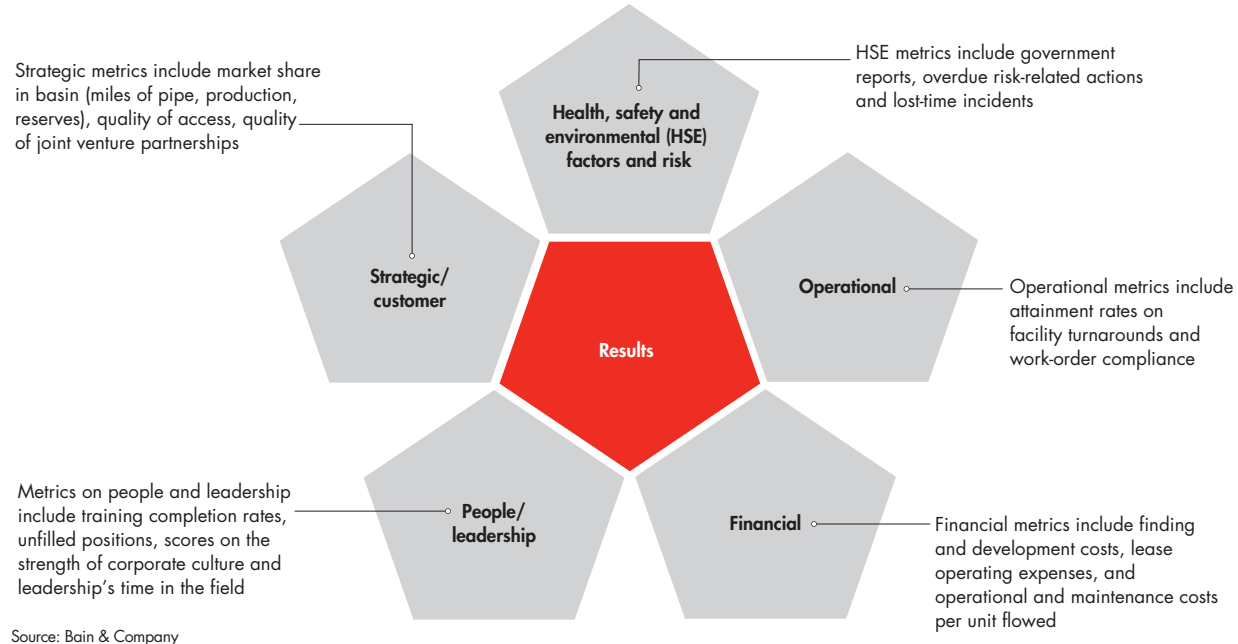 Strategic metrics include market share
in basin (miles of pipe, production,
reserves), quality of access, quality
of joint venture partnerships
HSE metrics include government
reports, overdue risk-related actions
and lost-time incidents
Health, safety and
environmental (HSE)
factors and risk
Strategic/
customer
Operational
Operational metrics include
attainment rates on
facility turnarounds and
work-order compliance
Results
Metrics on people and leadership
include training completion rates,
unfilled positions, scores on the
strength of corporate culture and
leadership’s time in the field
People/
leadership
Financial
Financial metrics include finding
and development costs, lease
operating expenses, and
operational and maintenance costs
per unit flowed
Source: Bain & Company